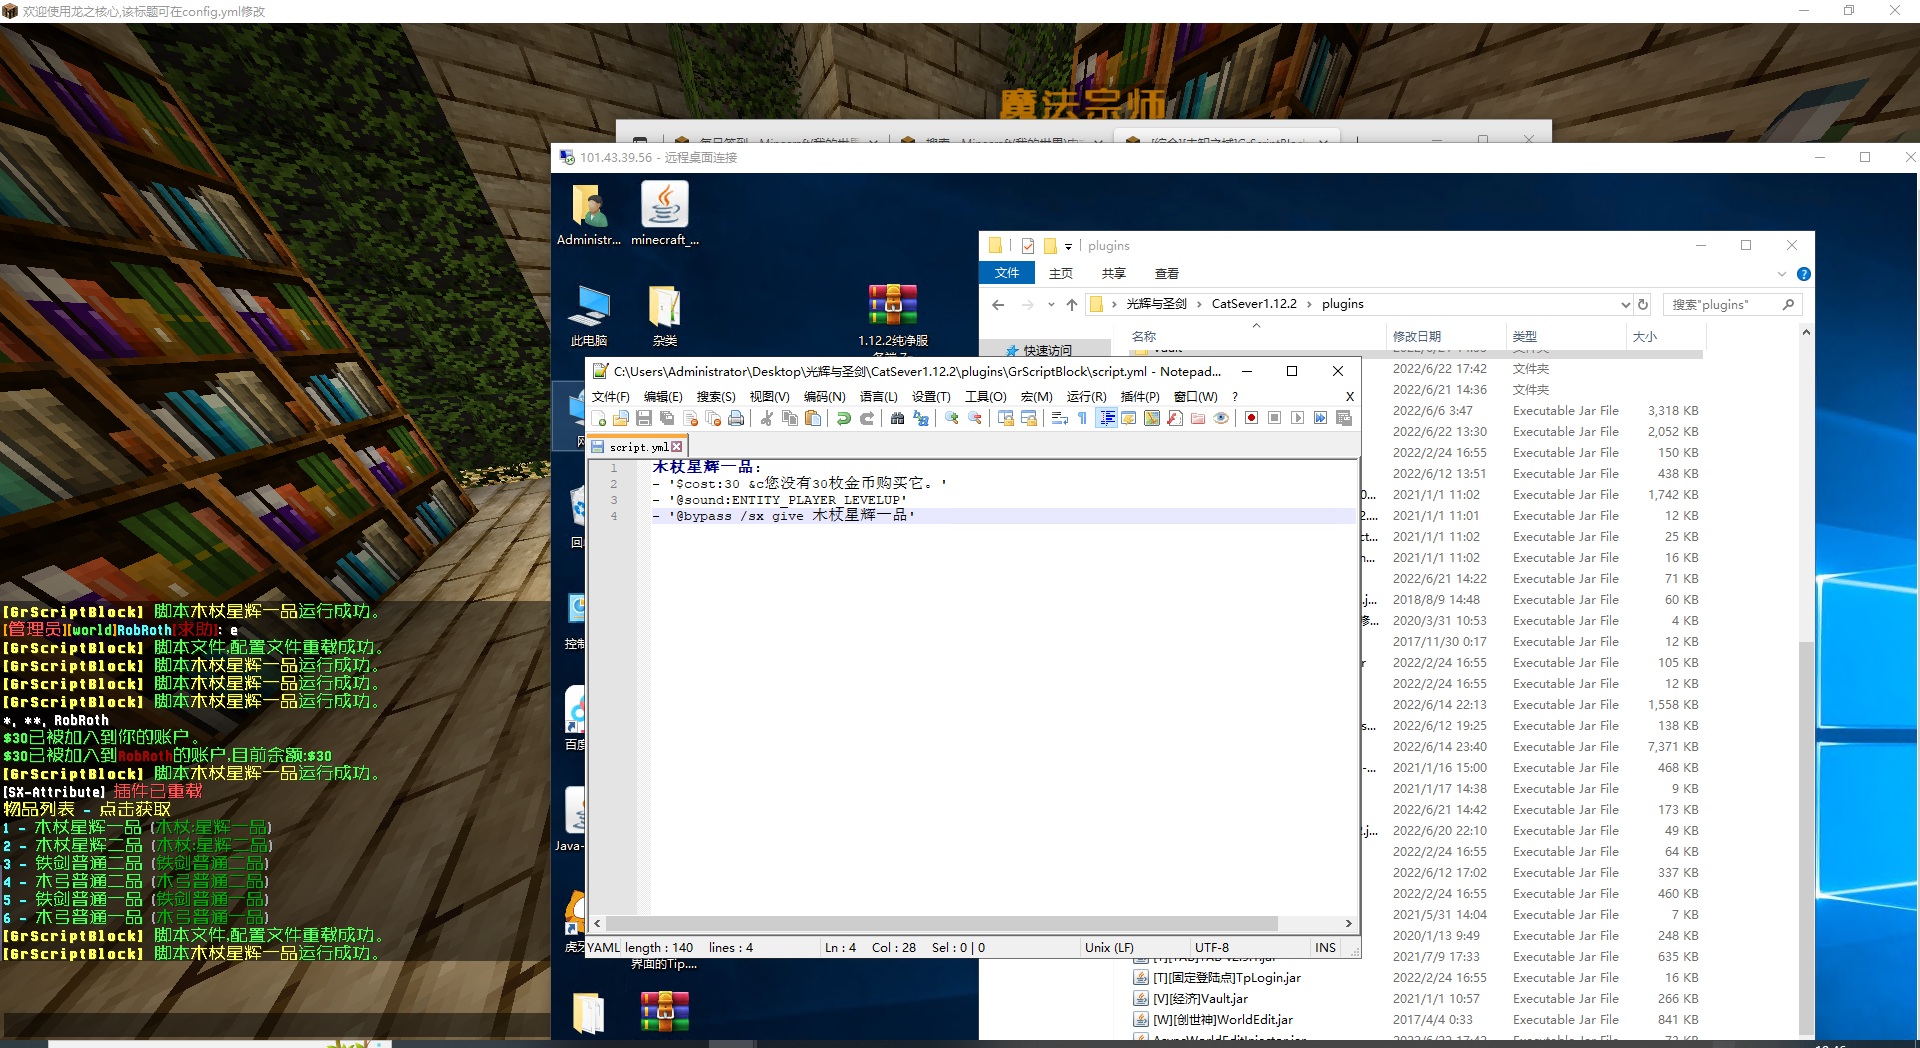 欢迎使用龙之核心,该标题可在config.yml修改
魔法宗师
101.43.39.56 - 远程桌面连接
Administr...
minecraft_...
此电脑
杂类
1.12.2纯净服
plugins
文件
主页
共享
查看
光辉与圣剑
CatSever1.12.2
plugins
搜索"plugins"
名称
修改日期
类型
大小
快速访问
C:\Users\Administrator\Desktop\光辉与圣剑\CatSever1.12.2\plugins\GrScriptBlock\script.yml - Notepad...
文件(F)
编辑(E)
搜索(S)
视图(V)
编码(N)
语言(L)
设置(T)
工具(O)
宏(M)
运行(R)
插件(P)
窗口(W)
?
X
script.yml
1 木杖星辉一品:
2 - '$cost:30 &c您没有30枚金币购买它。'
3 - '@sound:ENTITY_PLAYER_LEVELUP'
4 - '@bypass /sx give 木杖星辉一品'
YAML
length : 140
lines : 4
Ln : 4
Col : 28
Sel : 0 | 0
Unix (LF)
UTF-8
INS
2022/6/22 17:42 文件夹
2022/6/21 14:36 文件夹
2022/6/6 3:47 Executable Jar File 3,318 KB
2022/6/22 13:30 Executable Jar File 2,052 KB
2022/2/24 16:55 Executable Jar File 150 KB
2022/6/12 13:51 Executable Jar File 438 KB
2021/1/1 11:02 Executable Jar File 1,742 KB
2021/1/1 11:01 Executable Jar File 12 KB
2021/1/1 11:02 Executable Jar File 25 KB
2021/1/1 11:02 Executable Jar File 16 KB
2022/6/21 14:22 Executable Jar File 71 KB
2018/8/9 14:48 Executable Jar File 60 KB
2020/3/31 10:53 Executable Jar File 4 KB
2017/11/30 0:17 Executable Jar File 12 KB
2022/2/24 16:55 Executable Jar File 105 KB
2022/2/24 16:55 Executable Jar File 12 KB
2022/6/14 22:13 Executable Jar File 1,558 KB
2022/6/12 19:25 Executable Jar File 138 KB
2022/6/14 23:40 Executable Jar File 7,371 KB
2021/1/16 15:00 Executable Jar File 468 KB
2021/1/17 14:38 Executable Jar File 9 KB
2022/6/21 14:42 Executable Jar File 173 KB
2022/6/20 22:10 Executable Jar File 49 KB
2022/2/24 16:55 Executable Jar File 64 KB
2022/6/12 17:02 Executable Jar File 337 KB
2022/2/24 16:55 Executable Jar File 460 KB
2021/5/31 14:04 Executable Jar File 7 KB
2020/1/13 9:49 Executable Jar File 248 KB
2021/7/9 17:33 Executable Jar File 635 KB
[T][固定登陆点]TpLogin.jar 2022/2/24 16:55 Executable Jar File 16 KB
[V][经济]Vault.jar 2021/1/1 10:57 Executable Jar File 266 KB
[W][创世神]WorldEdit.jar 2017/4/4 0:33 Executable Jar File 841 KB
回
控制
百度
Java-
虎牙
界面的Tip....
[GrScriptBlock] 脚本木杖星辉一品运行成功。
[管理员][world]RobRoth[求助]: e
[GrScriptBlock] 脚本文件,配置文件重载成功。
[GrScriptBlock] 脚本木杖星辉一品运行成功。
[GrScriptBlock] 脚本木杖星辉一品运行成功。
[GrScriptBlock] 脚本木杖星辉一品运行成功。
*, **, RobRoth
$30已被加入到你的账户。
$30已被加入到RobRoth的账户,目前余额:$30
[GrScriptBlock] 脚本木杖星辉一品运行成功。
[SX-Attribute] 插件已重载
物品列表 - 点击获取
1 - 木杖星辉一品 (木杖:星辉一品)
2 - 木杖星辉二品 (木杖:星辉二品)
3 - 铁剑普通二品 (铁剑普通二品)
4 - 木弓普通二品 (木弓普通二品)
5 - 铁剑普通一品 (铁剑普通一品)
6 - 木弓普通一品 (木弓普通一品)
[GrScriptBlock] 脚本文件,配置文件重载成功。
[GrScriptBlock] 脚本木杖星辉一品运行成功。